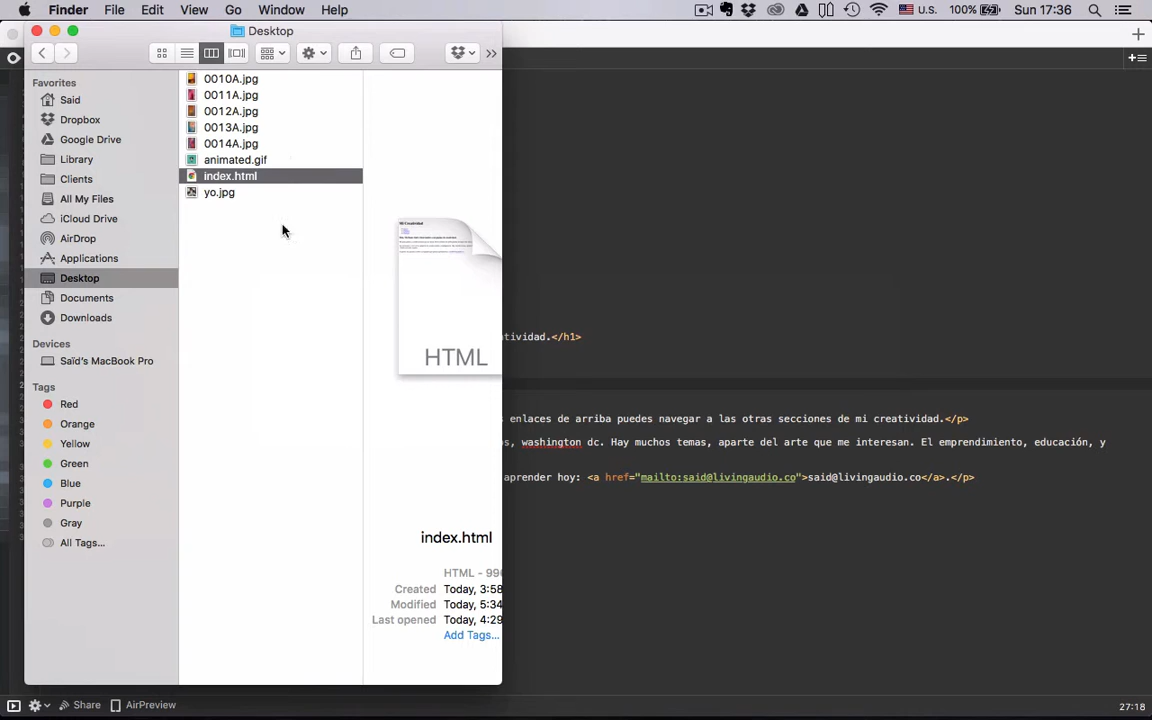 Finder File Edit View Go Window Help U.S. 100% Sun 17:36
Desktop
Favorites
Said
Dropbox
Google Drive
Library
Clients
All My Files
iCloud Drive
AirDrop
Applications
Desktop
Documents
Downloads
Devices
Saïd's MacBook Pro
Tags
Red
Orange
Yellow
Green
Blue
Purple
Gray
All Tags...
0010A.jpg
0011A.jpg
0012A.jpg
0013A.jpg
0014A.jpg
animated.gif
index.html
yo.jpg
Mi Creatividad
HTML
index.html
HTML - 99
Created Today, 3:58
Modified Today, 5:34
Last opened Today, 4:29
Add Tags...
tividad.</h1>
enlaces de arriba puedes navegar a las otras secciones de mi creatividad.</p>
s, washington dc. Hay muchos temas, aparte del arte que me interesan. El emprendimiento, educación, y
aprender hoy: <a href="mailto:said@livingaudio.co">said@livingaudio.co</a>.</p>
Share AirPreview 27:18